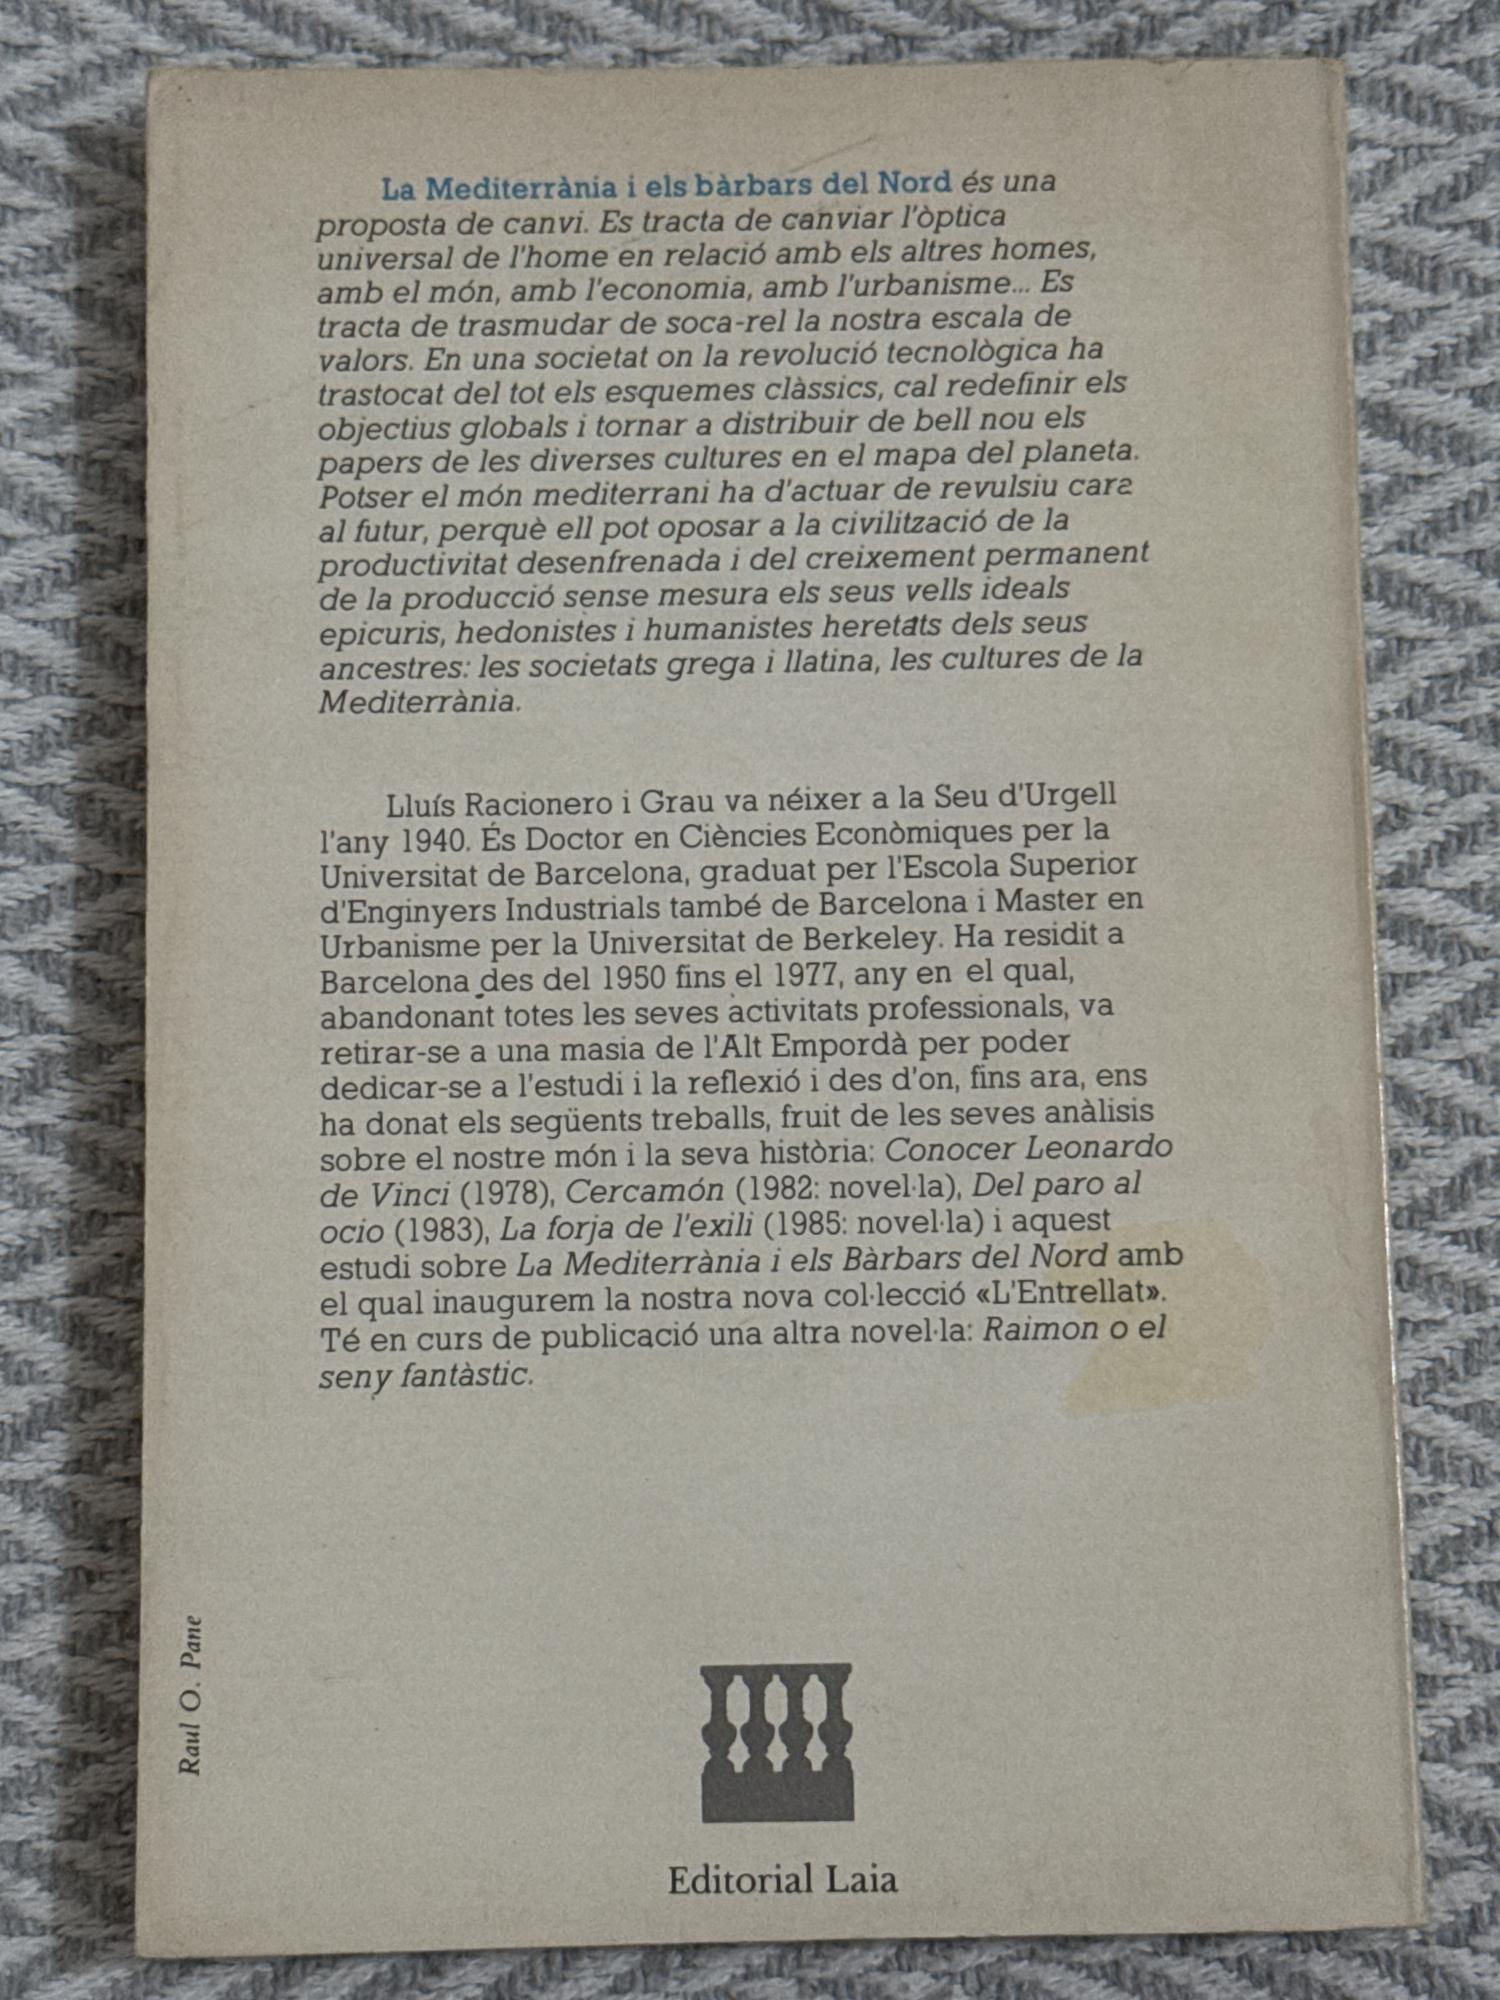 La Mediterrània i els bàrbars del Nord és una
proposta de canvi. Es tracta de canviar l'òptica
universal de l'home en relació amb els altres homes,
amb el món, amb l'economia, amb l'urbanisme... Es
tracta de trasmudar de soca-rel la nostra escala de
valors. En una societat on la revolució tecnològica ha
trastocat del tot els esquemes clàssics, cal redefinir els
objectius globals i tornar a distribuir de bell nou els
papers de les diverses cultures en el mapa del planeta.
Potser el món mediterrani ha d'actuar de revulsiu cara
al futur, perquè ell pot oposar a la civilització de la
productivitat desenfrenada i del creixement permanent
de la producció sense mesura els seus vells ideals
epicuris, hedonistes i humanistes heretats dels seus
ancestres: les societats grega i llatina, les cultures de la
Mediterrània.
Lluís Racionero i Grau va néixer a la Seu d'Urgell
l'any 1940. És Doctor en Ciències Econòmiques per la
Universitat de Barcelona, graduat per l'Escola Superior
d'Enginyers Industrials també de Barcelona i Master en
Urbanisme per la Universitat de Berkeley. Ha residit a
Barcelona des del 1950 fins el 1977, any en el qual,
abandonant totes les seves activitats professionals, va
retirar-se a una masia de l'Alt Empordà per poder
dedicar-se a l'estudi i la reflexió i des d'on, fins ara, ens
ha donat els següents treballs, fruit de les seves anàlisis
sobre el nostre món i la seva història: Conocer Leonardo
de Vinci (1978), Cercamón (1982: novel·la), Del paro al
ocio (1983), La forja de l'exili (1985: novel·la) i aquest
estudi sobre La Mediterrània i els Bàrbars del Nord amb
el qual inaugurem la nostra nova col·lecció «L'Entrellat».
Té en curs de publicació una altra novel·la: Raimon o el
seny fantàstic.
Raul O. Pane
Editorial Laia